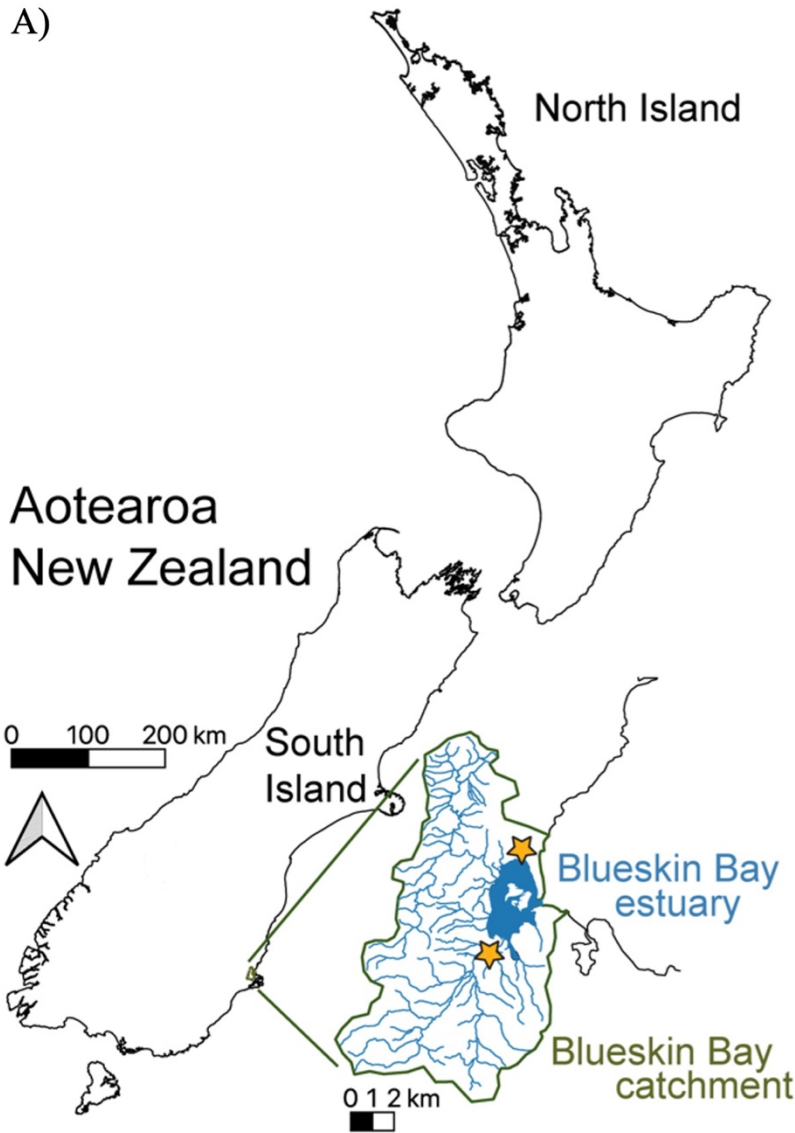 A)
North Island
Aotearoa
New Zealand
0 100 200 km
South
Island
Blueskin Bay
estuary
Blueskin Bay
catchment
0 1 2 km